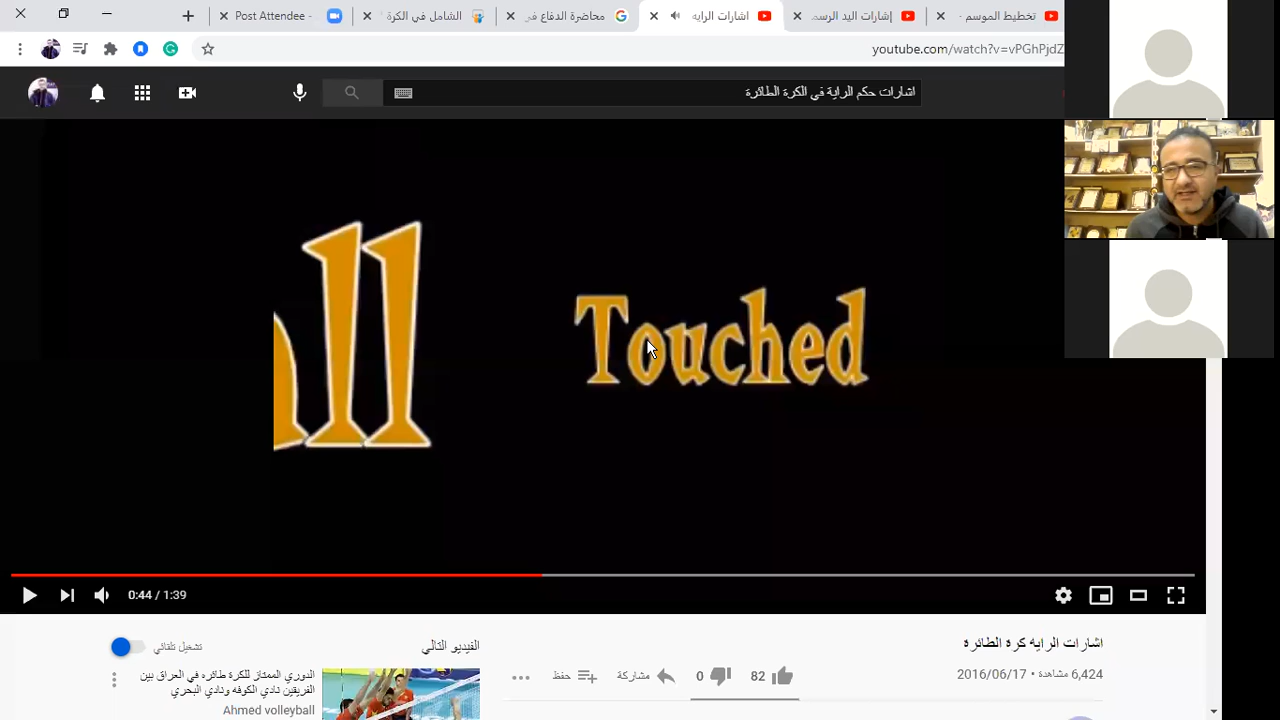 Post Attendee -
الشامل في الكرة ا
محاضرة الدفاع في
اشارات الرايه
إشارات اليد الرسم
تخطيط الموسم -
youtube.com/watch?v=vPGhPjdZ
اشارات حكم الراية في الكرة الطائرة
all
Touched
0:44 / 1:39
اشارات الرايه كرة الطائرة
6,424 مشاهدة • 2016/06/17
82
0
مشاركة
حفظ
الفيديو التالي
تشغيل تلقائي
الدوري الممتاز للكرة طائره في العراق بين
الفريقين نادي الكوفه ونادي البحري
Ahmed volleyball